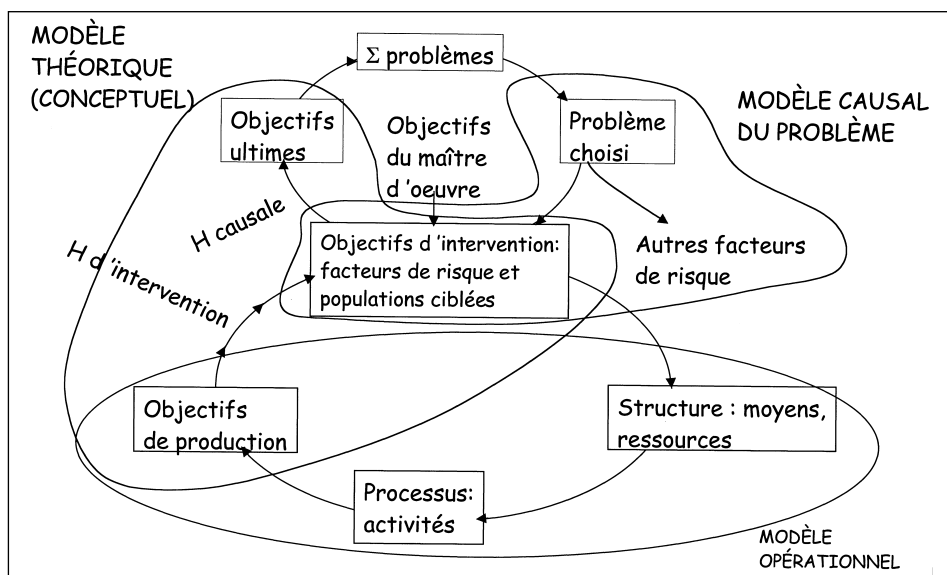 MODÈLE
THÉORIQUE
(CONCEPTUEL)
Σ problèmes
Objectifs
ultimes
Objectifs
du maître
d ’oeuvre
Problème
choisi
MODÈLE CAUSAL
DU PROBLÈME
H causale
H d ’intervention
Objectifs d ’intervention:
facteurs de risque et
populations ciblées
Autres facteurs
de risque
Objectifs
de production
Structure : moyens,
ressources
Processus:
activités
MODÈLE
OPÉRATIONNEL